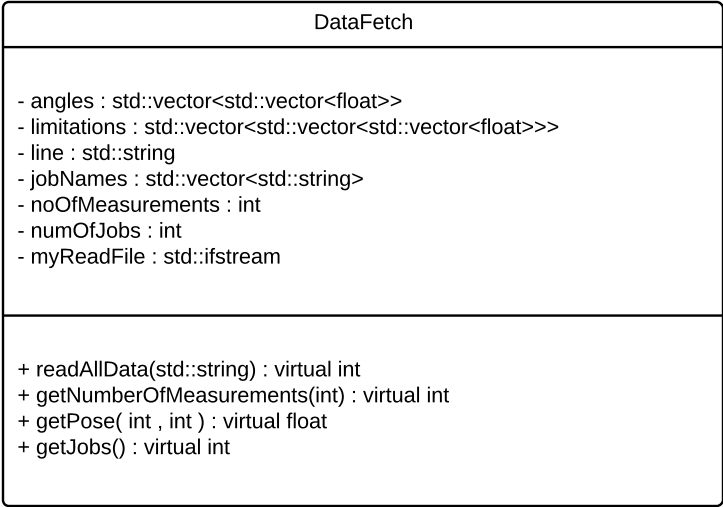 DataFetch
- angles : std::vector<std::vector<float>>
- limitations : std::vector<std::vector<std::vector<float>>>
- line : std::string
- jobNames : std::vector<std::string>
- noOfMeasurements : int
- numOfJobs : int
- myReadFile : std::ifstream
+ readAllData(std::string) : virtual int
+ getNumberOfMeasurements(int) : virtual int
+ getPose( int , int ) : virtual float
+ getJobs() : virtual int